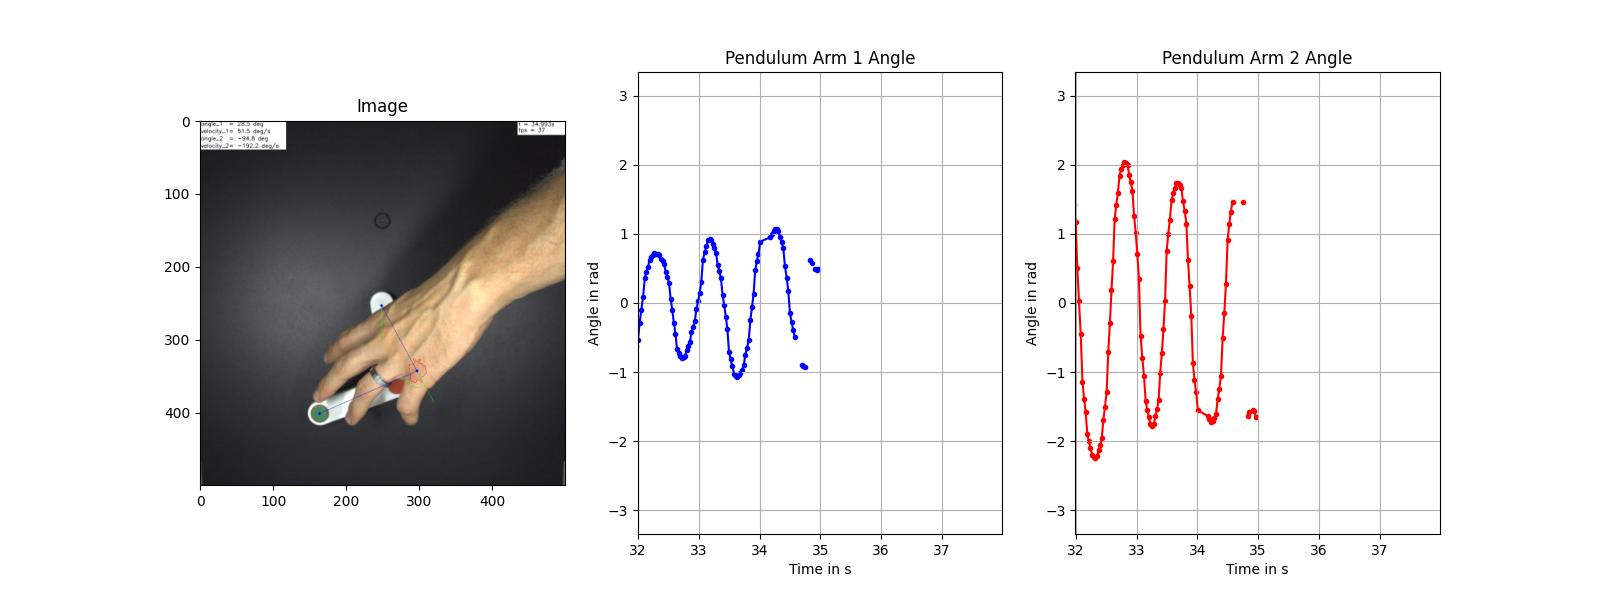 Image
angle_1 = 28.5 deg
velocity_1= 51.5 deg/s
angle_2 = -94.8 deg
velocity_2= -192.2 deg/s
t = 34.993s
fps = 37
0
100
200
300
400
0 100 200 300 400
Pendulum Arm 1 Angle
Angle in rad
3
2
1
0
−1
−2
−3
32 33 34 35 36 37
Time in s
Pendulum Arm 2 Angle
Angle in rad
3
2
1
0
−1
−2
−3
32 33 34 35 36 37
Time in s